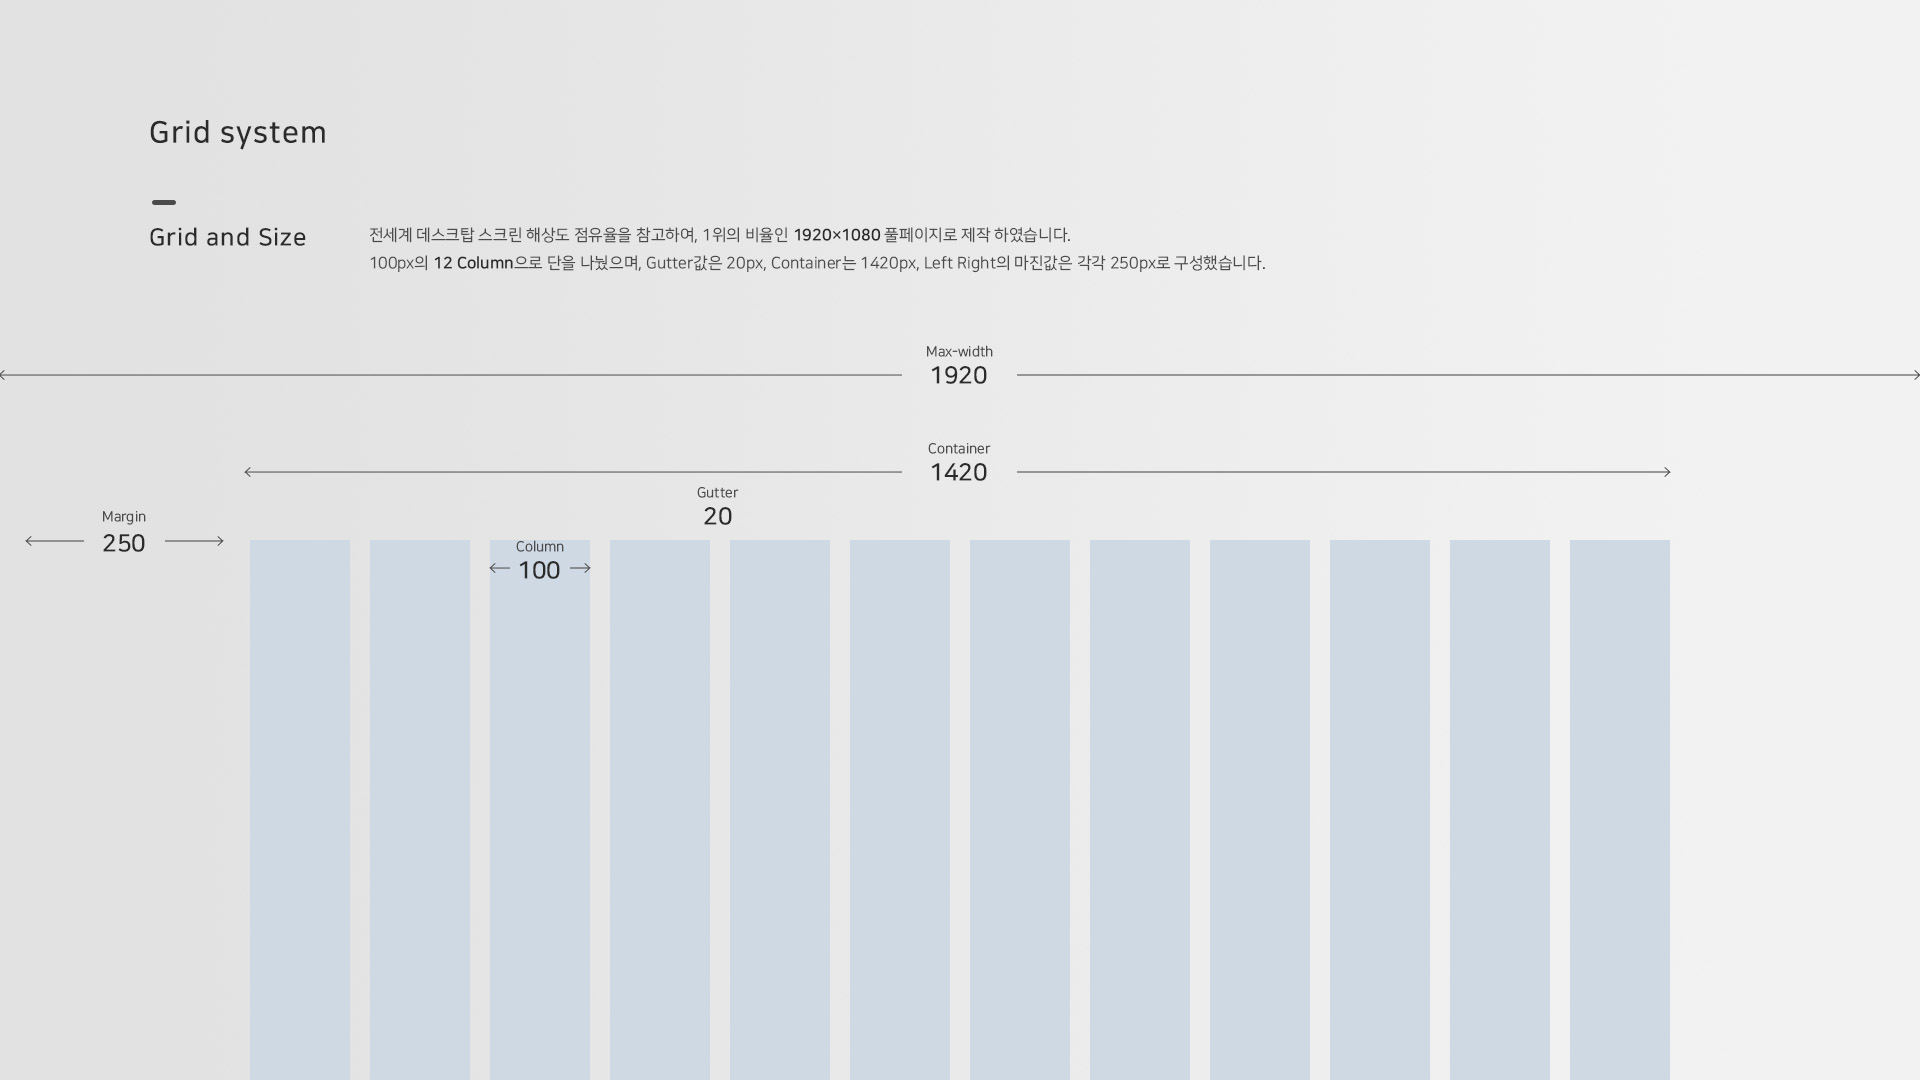 Grid system
Grid and Size
전세계 데스크탑 스크린 해상도 점유율을 참고하여, 1위의 비율인 1920×1080 풀페이지로 제작 하였습니다.
100px의 12 Column으로 단을 나눴으며, Gutter값은 20px, Container는 1420px, Left Right의 마진값은 각각 250px로 구성했습니다.
Max-width
1920
Container
1420
Gutter
20
Margin
250
Column
100